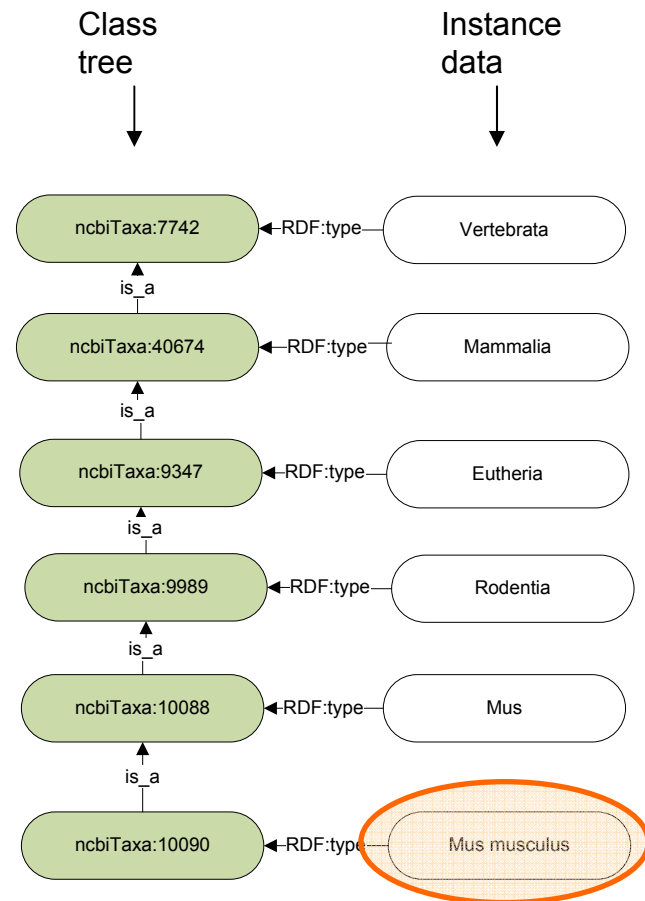 Class
tree
Instance
data
ncbiTaxa:7742
RDF:type
Vertebrata
is_a
ncbiTaxa:40674
RDF:type
Mammalia
is_a
ncbiTaxa:9347
RDF:type
Eutheria
is_a
ncbiTaxa:9989
RDF:type
Rodentia
is_a
ncbiTaxa:10088
RDF:type
Mus
is_a
ncbiTaxa:10090
RDF:type
Mus musculus